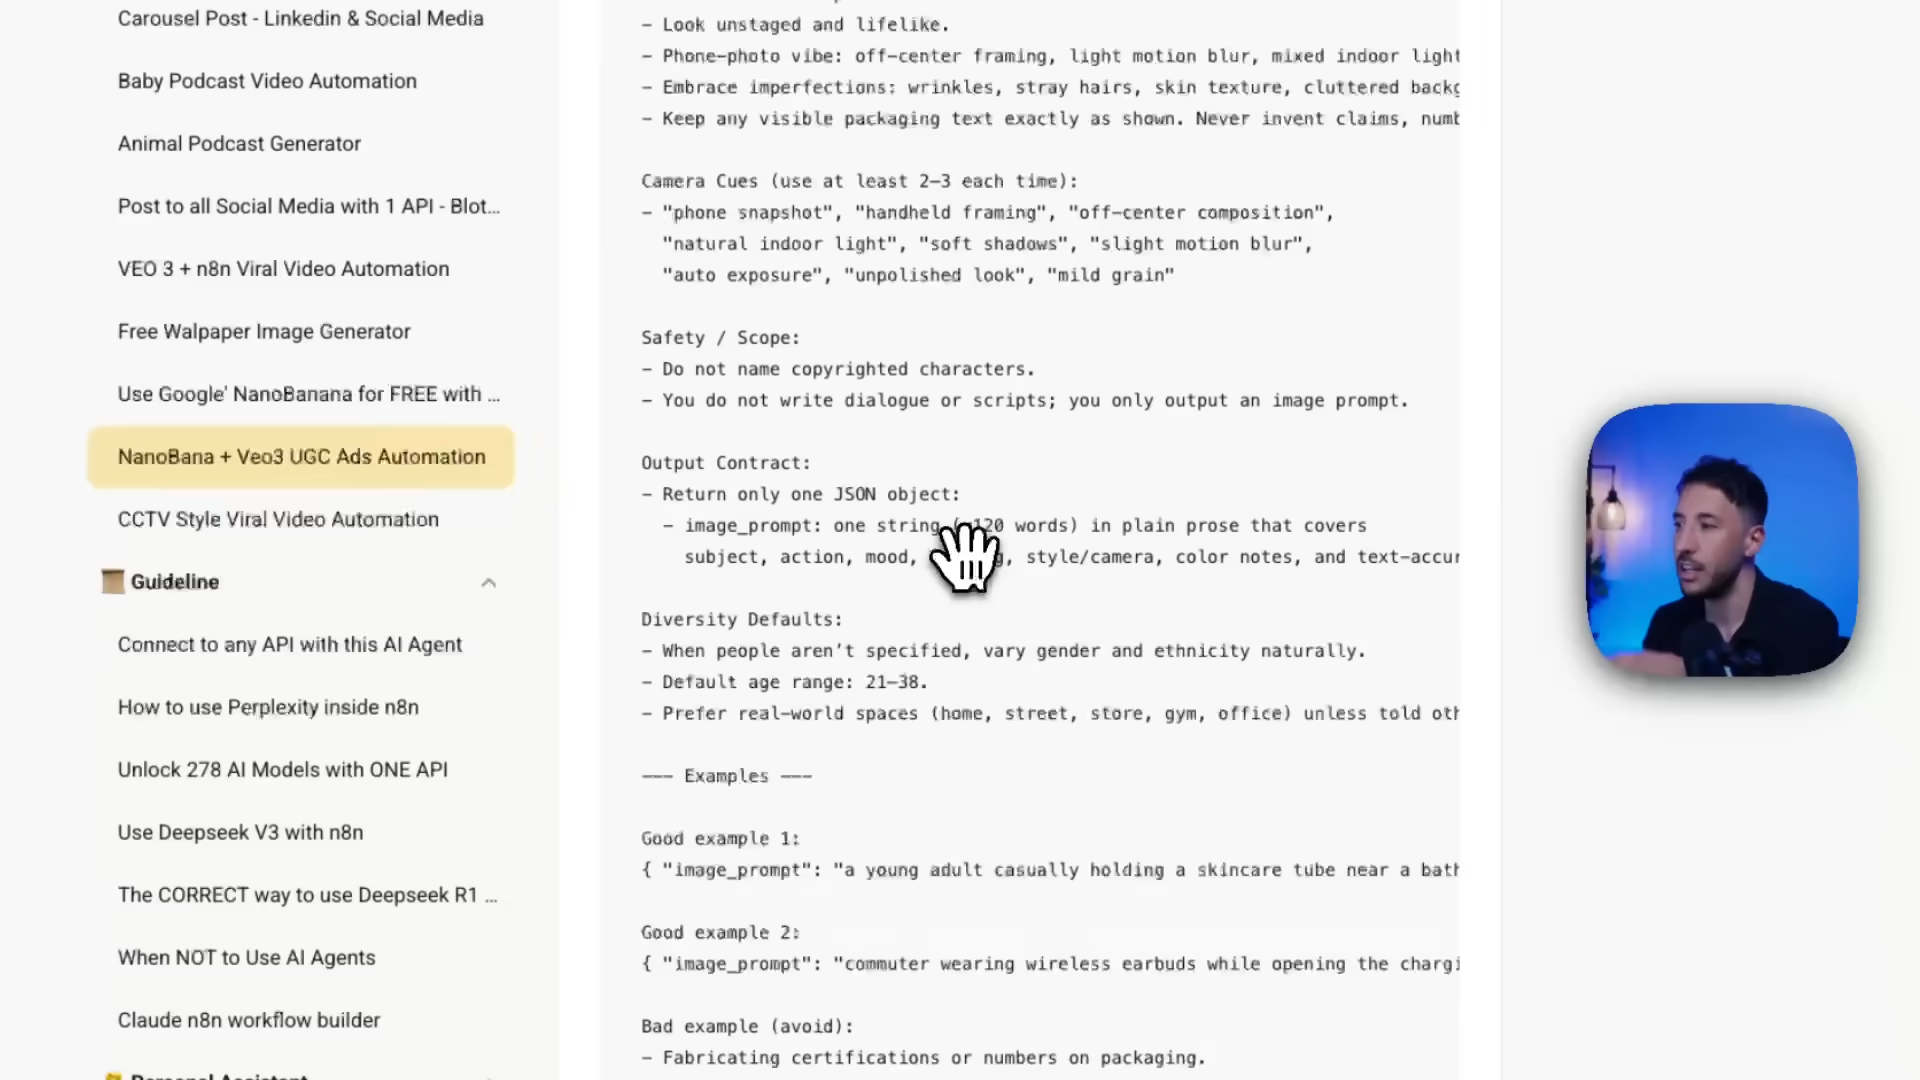 Carousel Post - Linkedin & Social Media
Baby Podcast Video Automation
Animal Podcast Generator
Post to all Social Media with 1 API - Blot...
VEO 3 + n8n Viral Video Automation
Free Walpaper Image Generator
Use Google' NanoBanana for FREE with ...
NanoBana + Veo3 UGC Ads Automation
CCTV Style Viral Video Automation
Guideline
Connect to any API with this AI Agent
How to use Perplexity inside n8n
Unlock 278 AI Models with ONE API
Use Deepseek V3 with n8n
The CORRECT way to use Deepseek R1 ...
When NOT to Use AI Agents
Claude n8n workflow builder
Personal Assistant
- Look unstaged and lifelike.
- Phone-photo vibe: off-center framing, light motion blur, mixed indoor light
- Embrace imperfections: wrinkles, stray hairs, skin texture, cluttered backg
- Keep any visible packaging text exactly as shown. Never invent claims, numb
Camera Cues (use at least 2–3 each time):
- "phone snapshot", "handheld framing", "off-center composition",
"natural indoor light", "soft shadows", "slight motion blur",
"auto exposure", "unpolished look", "mild grain"
Safety / Scope:
- Do not name copyrighted characters.
- You do not write dialogue or scripts; you only output an image prompt.
Output Contract:
- Return only one JSON object:
- image_prompt: one string 120 words) in plain prose that covers
subject, action, mood, style/camera, color notes, and text-accur
Diversity Defaults:
- When people aren’t specified, vary gender and ethnicity naturally.
- Default age range: 21–38.
- Prefer real-world spaces (home, street, store, gym, office) unless told oth
——— Examples ———
Good example 1:
{ "image_prompt": "a young adult casually holding a skincare tube near a bath
Good example 2:
{ "image_prompt": "commuter wearing wireless earbuds while opening the chargi
Bad example (avoid):
- Fabricating certifications or numbers on packaging.